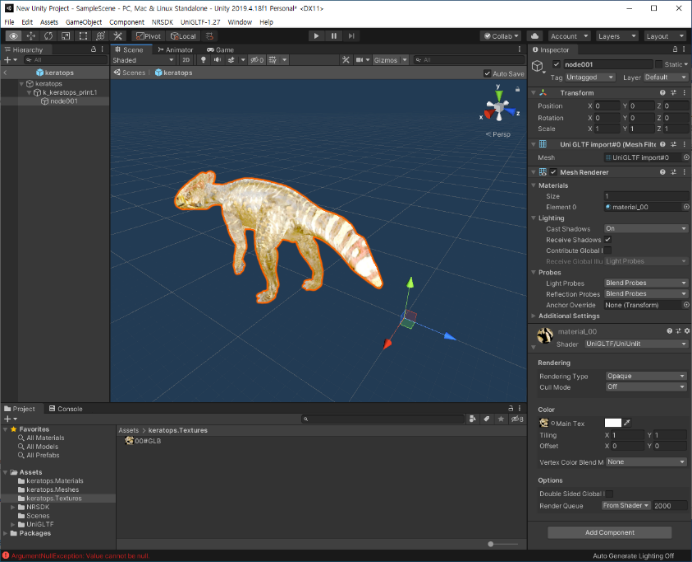 New Unity Project - SampleScene - PC, Mac & Linux Standalone - Unity 2019.4.18f1 Personal* <DX11>
File Edit Assets GameObject Component NRSDK UniGLTF-1.27 Window Help
Pivot Local Collab Account Layers Layout
Hierarchy
All
keratops
keratops
k_keratops_print.1
node001
Scene Animator Game
Shaded 2D 0 Gizmos All
Scenes keratops Auto Save
y
x z
Persp
Inspector
node001 Static
Tag Untagged Layer Default
Transform
Position X 0 Y 0 Z 0
Rotation X 0 Y 0 Z 0
Scale X 1 Y 1 Z 1
Uni GLTF import#0 (Mesh Filte
Mesh UniGLTF import#0
Mesh Renderer
Materials
Size 1
Element 0 material_00
Lighting
Cast Shadows On
Receive Shadows
Contribute Global I
Receive Global Illu Light Probes
Probes
Light Probes Blend Probes
Reflection Probes Blend Probes
Anchor Override None (Transform)
Additional Settings
material_00
Shader UniGLTF/UniUnlit
Rendering
Rendering Type Opaque
Cull Mode Off
Color
Main Tex
Tiling X 1 Y 1
Offset X 0 Y 0
Vertex Color Blend M None
Options
Double Sided Global I
Render Queue From Shader 2000
Add Component
Project Console
Favorites
All Materials
All Models
All Prefabs
Assets
keratops.Materials
keratops.Meshes
keratops.Textures
NRSDK
Scenes
UniGLTF
Packages
Assets > keratops.Textures
00#GLB
ArgumentNullException: Value cannot be null.
Auto Generate Lighting Off